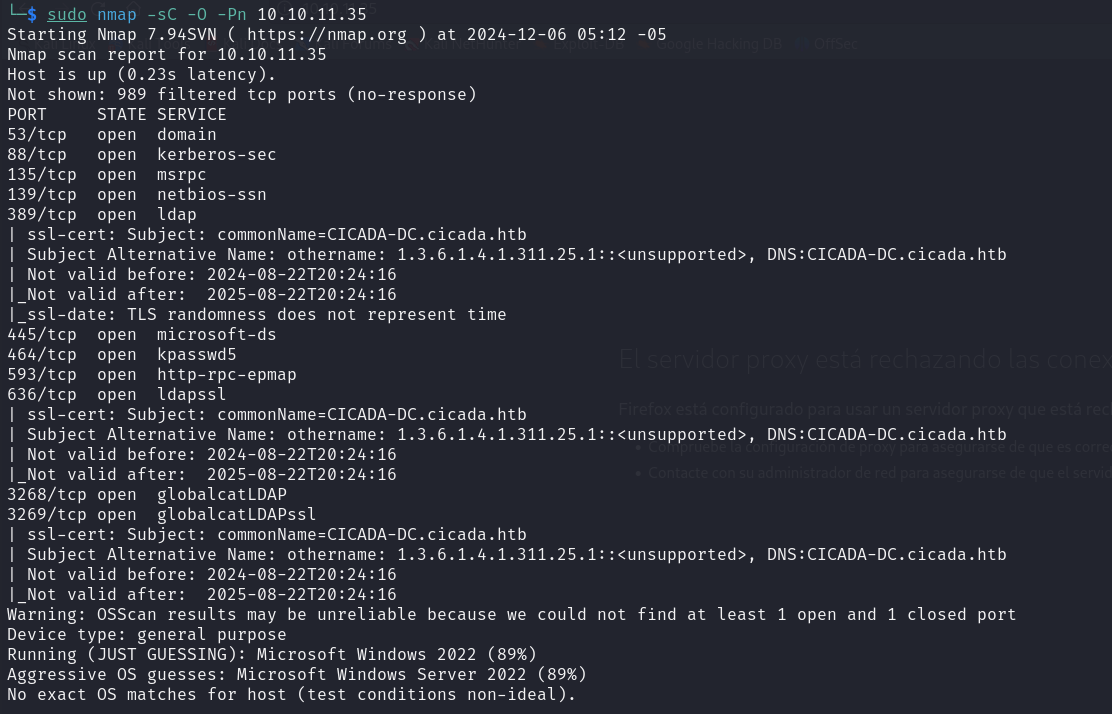 └─$ sudo nmap -sC -O -Pn 10.10.11.35
Starting Nmap 7.94SVN ( https://nmap.org ) at 2024-12-06 05:12 -05
Nmap scan report for 10.10.11.35
Host is up (0.23s latency).
Not shown: 989 filtered tcp ports (no-response)
PORT     STATE SERVICE
53/tcp   open  domain
88/tcp   open  kerberos-sec
135/tcp  open  msrpc
139/tcp  open  netbios-ssn
389/tcp  open  ldap
| ssl-cert: Subject: commonName=CICADA-DC.cicada.htb
| Subject Alternative Name: othername: 1.3.6.1.4.1.311.25.1::<unsupported>, DNS:CICADA-DC.cicada.htb
| Not valid before: 2024-08-22T20:24:16
|_Not valid after:  2025-08-22T20:24:16
|_ssl-date: TLS randomness does not represent time
445/tcp  open  microsoft-ds
464/tcp  open  kpasswd5
593/tcp  open  http-rpc-epmap
636/tcp  open  ldapssl
| ssl-cert: Subject: commonName=CICADA-DC.cicada.htb
| Subject Alternative Name: othername: 1.3.6.1.4.1.311.25.1::<unsupported>, DNS:CICADA-DC.cicada.htb
| Not valid before: 2024-08-22T20:24:16
|_Not valid after:  2025-08-22T20:24:16
3268/tcp open  globalcatLDAP
3269/tcp open  globalcatLDAPssl
| ssl-cert: Subject: commonName=CICADA-DC.cicada.htb
| Subject Alternative Name: othername: 1.3.6.1.4.1.311.25.1::<unsupported>, DNS:CICADA-DC.cicada.htb
| Not valid before: 2024-08-22T20:24:16
|_Not valid after:  2025-08-22T20:24:16
Warning: OSScan results may be unreliable because we could not find at least 1 open and 1 closed port
Device type: general purpose
Running (JUST GUESSING): Microsoft Windows 2022 (89%)
Aggressive OS guesses: Microsoft Windows Server 2022 (89%)
No exact OS matches for host (test conditions non-ideal).
Google Hacking DB
OffSec
El servidor proxy está rechazando las conex
Firefox está configurado para usar un servidor proxy que está rec
Compruebe la configuración de proxy para asegurarse de que es corre
Contacte con su administrador de red para asegurarse de que el servid